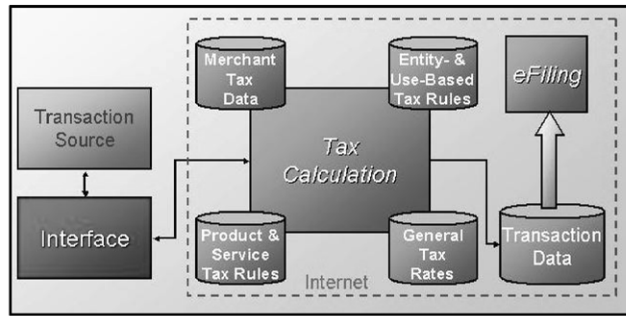 Transaction
Source
Interface
Merchant
Tax
Data
Entity- &
Use-Based
Tax Rules
Tax
Calculation
Product &
Service
Tax Rules
General
Tax
Rates
Internet
eFiling
Transaction
Data